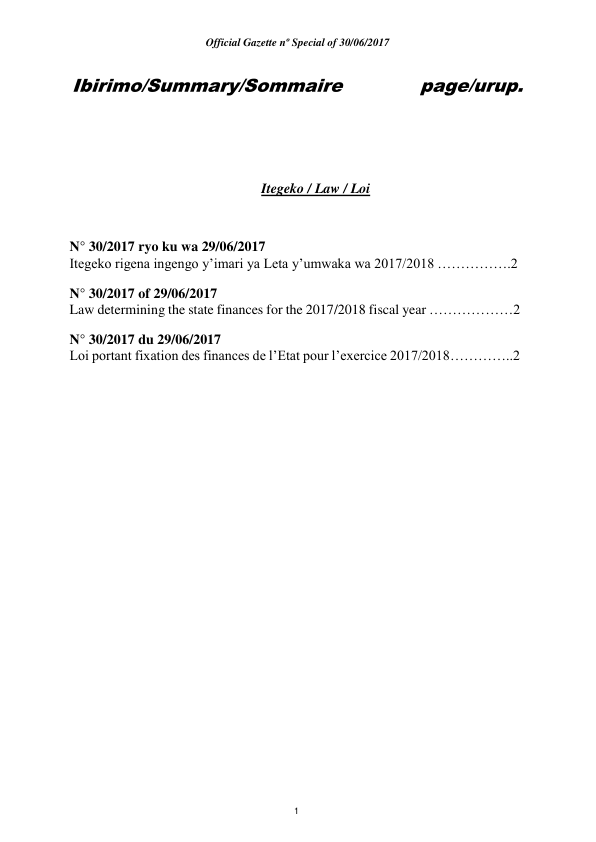 Official Gazette nº Special of 30/06/2017
Ibirimo/Summary/Sommaire page/urup.
Itegeko / Law / Loi
N° 30/2017 ryo ku wa 29/06/2017
Itegeko rigena ingengo y’imari ya Leta y’umwaka wa 2017/2018 …………….2
N° 30/2017 of 29/06/2017
Law determining the state finances for the 2017/2018 fiscal year ………………2
N° 30/2017 du 29/06/2017
Loi portant fixation des finances de l’Etat pour l’exercice 2017/2018…………..2
1